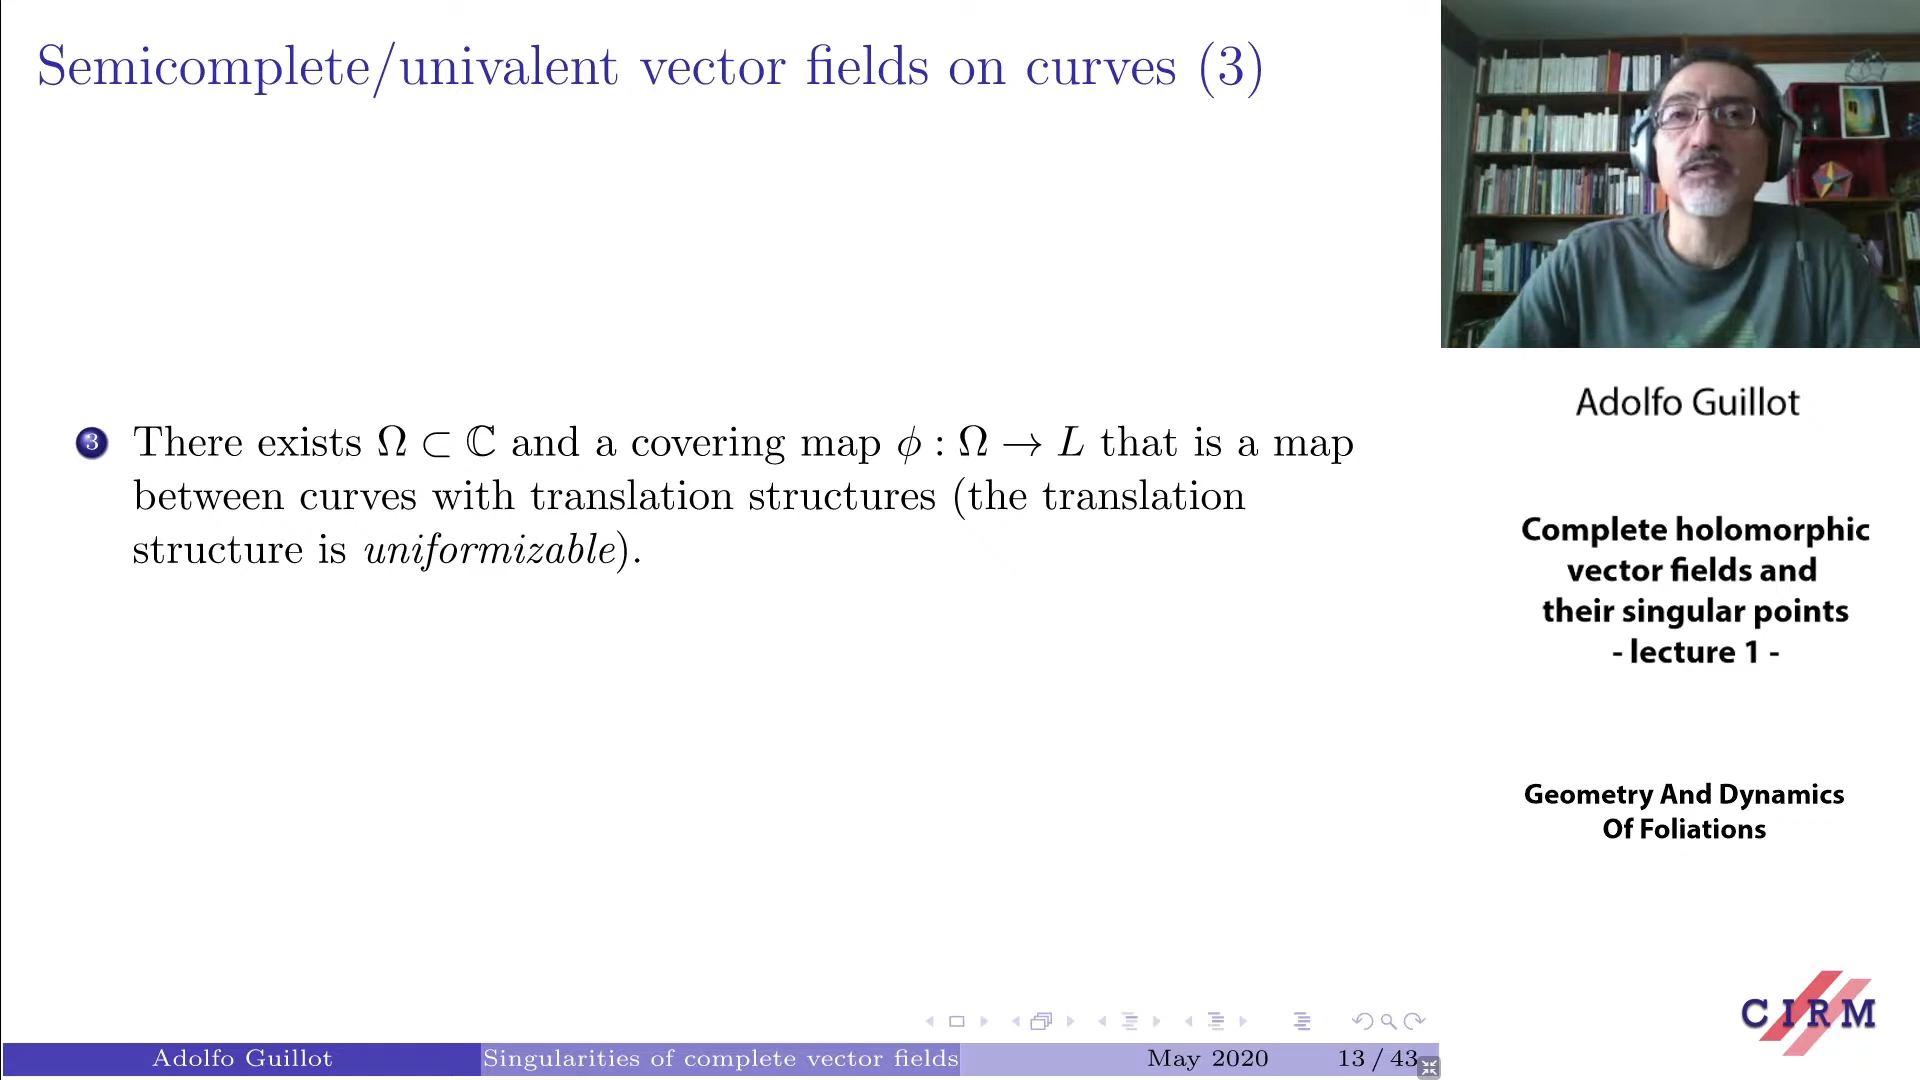 Semicomplete/univalent vector fields on curves (3)
3 There exists Ω ⊂ ℂ and a covering map ϕ : Ω → L that is a map
between curves with translation structures (the translation
structure is uniformizable).
Adolfo Guillot
Complete holomorphic
vector fields and
their singular points
- lecture 1 -
Geometry And Dynamics
Of Foliations
CIRM
Adolfo Guillot Singularities of complete vector fields May 2020 13 / 43